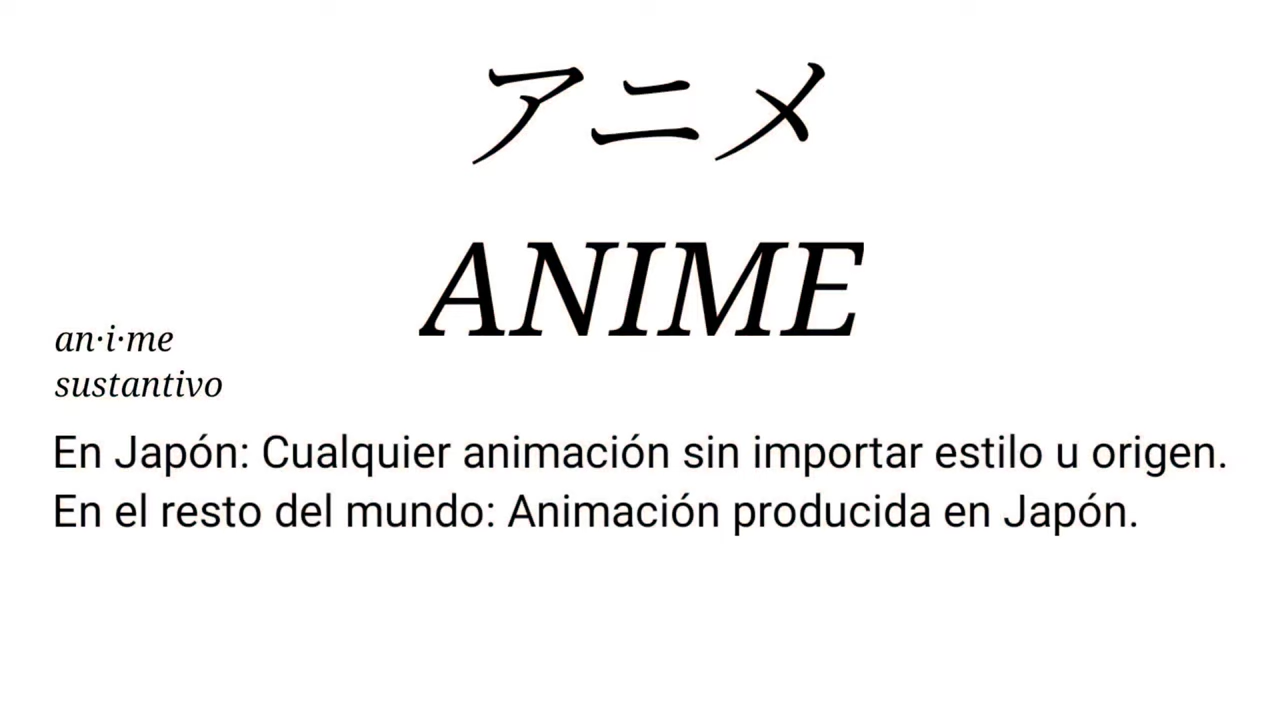 アニメ
ANIME
an·i·me
sustantivo
En Japón: Cualquier animación sin importar estilo u origen.
En el resto del mundo: Animación producida en Japón.